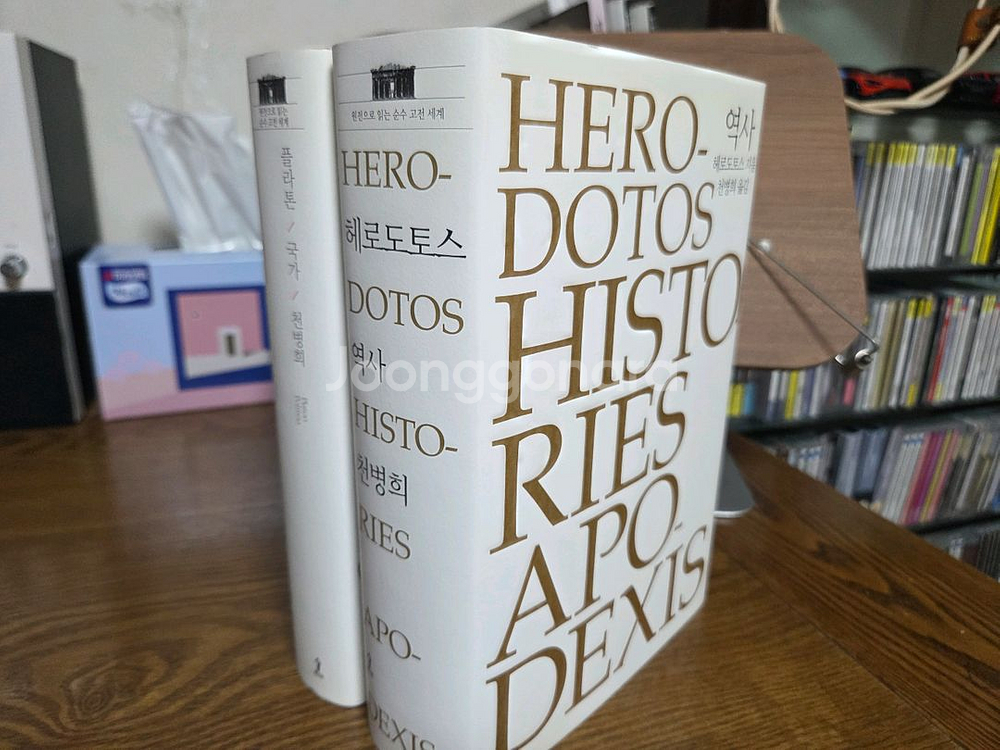 원전으로 읽는
순수 고전 세계
플라톤 / 국가 / 천병희
원전으로 읽는 순수 고전 세계
HERO-
헤로도토스
DOTOS
역사
HISTO-
천병희
RIES
APO-
DEXIS
HERO-
DOTOS
HISTO
RIES
APO-
DEXIS
역사
헤로도토스 지음
천병희 옮김
Joonggonara